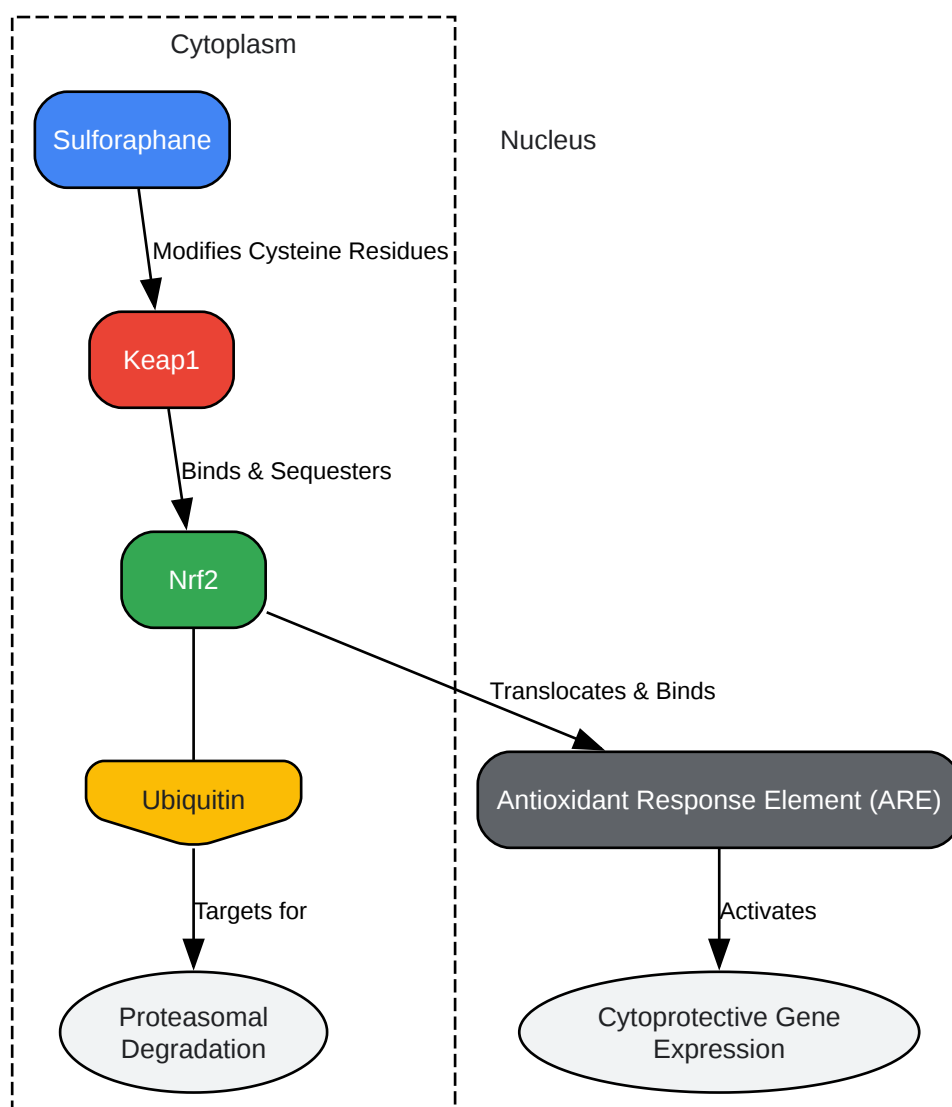 Cytoplasm
Sulforaphane
Nucleus
Modifies Cysteine Residues
Keap1
Binds & Sequesters
Nrf2
Translocates & Binds
Ubiquitin
Antioxidant Response Element (ARE)
Targets for
Activates
Proteasomal
Degradation
Cytoprotective Gene
Expression